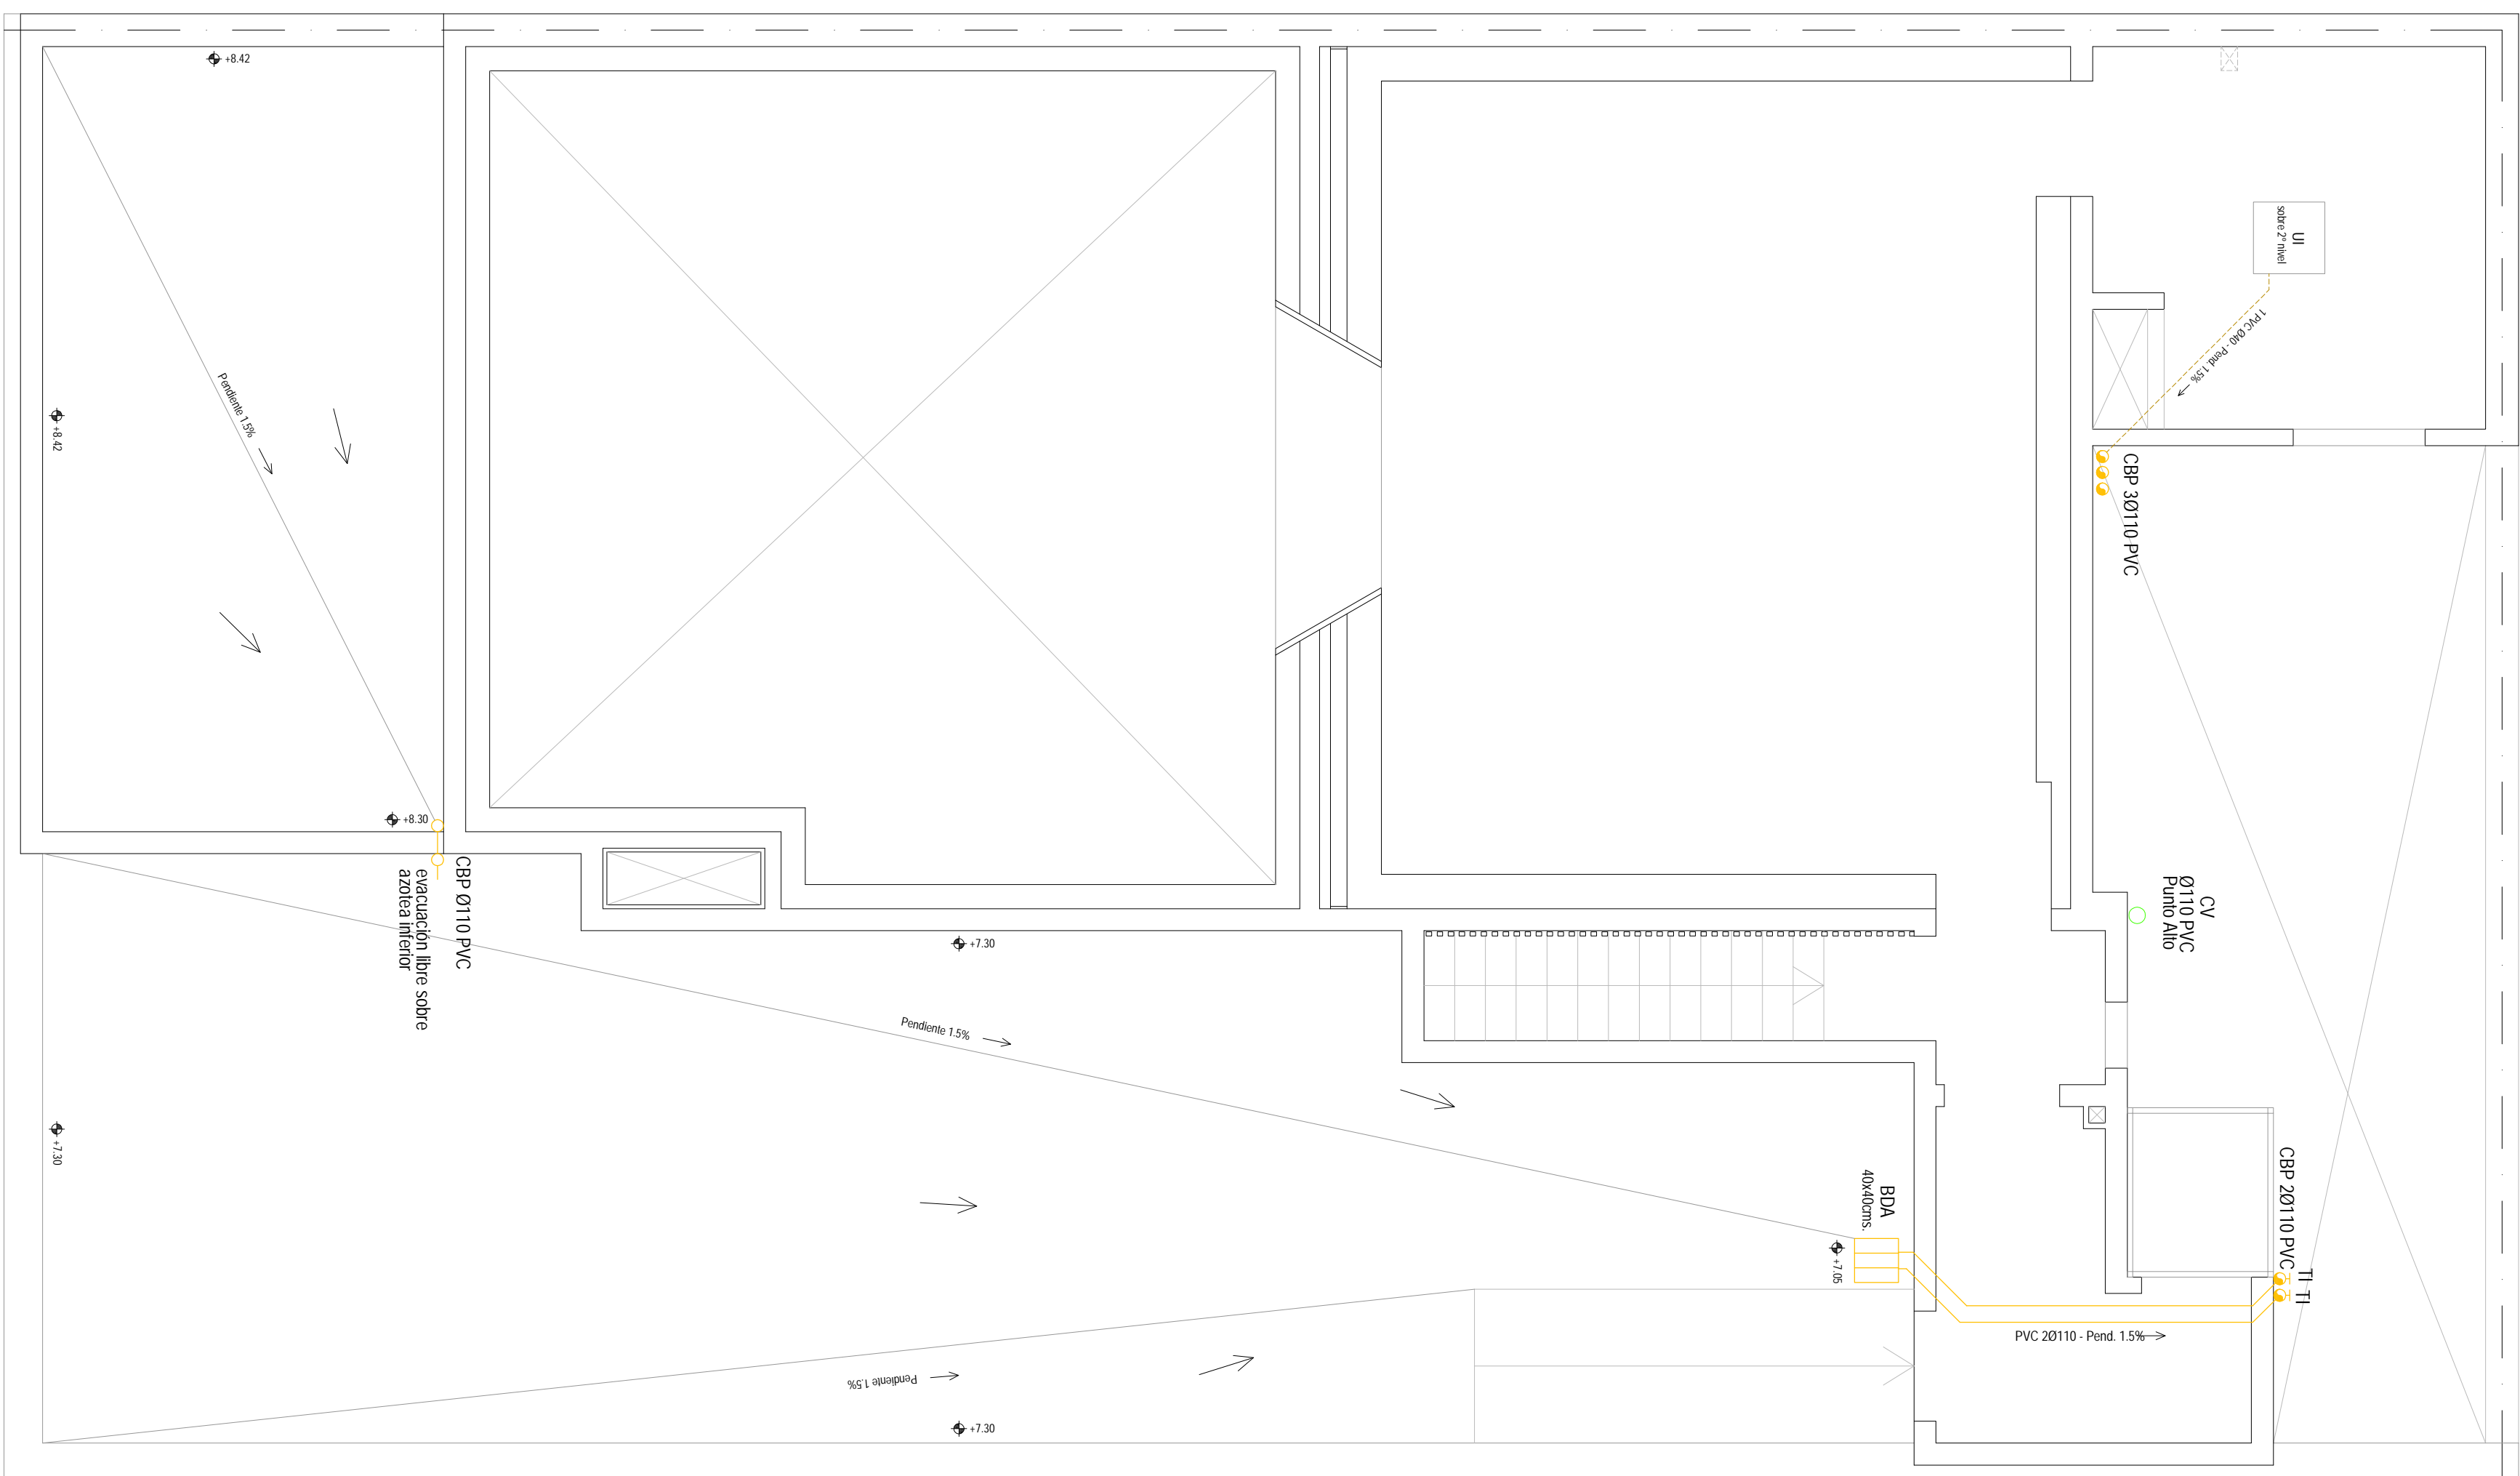 +8.42
UI
sobre 2º nivel
1 PVC Ø40 - Pend. 1.5%
Pendiente 1.5%
+8.42
CBP 3Ø110 PVC
+8.30
CBP Ø110 PVC
evacuación libre sobre
azotea inferior
CV
Ø110 PVC
Punto Alto
+7.30
Pendiente 1.5%
+7.30
BDA
40x40cms.
+7.05
CBP 2Ø110 PVC
TI
TI
PVC 2Ø110 - Pend. 1.5%
Pendiente 1.5%
+7.30